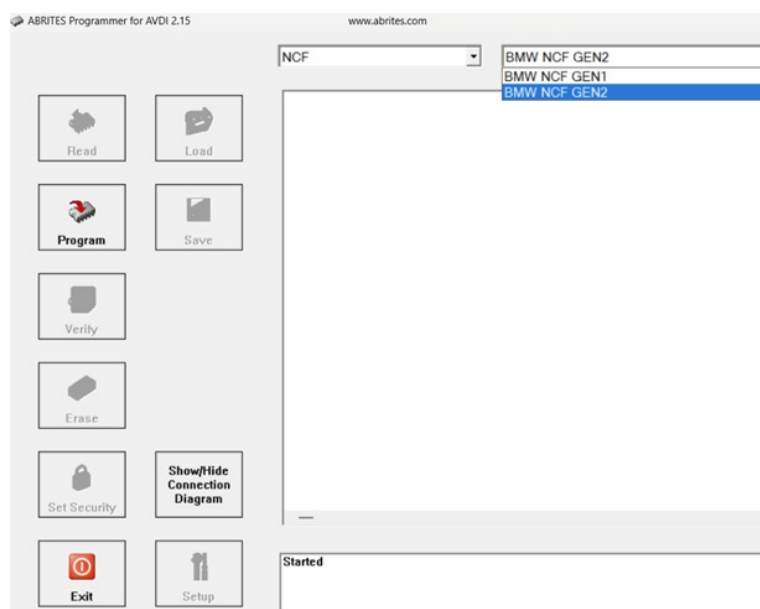 ABRITES Programmer for AVDI 2.15 www.abrites.com
NCF BMW NCF GEN2
BMW NCF GEN1
BMW NCF GEN2
Read Load
Program Save
Verify
Erase
Set Security
Show/Hide
Connection
Diagram
Exit Setup
Started